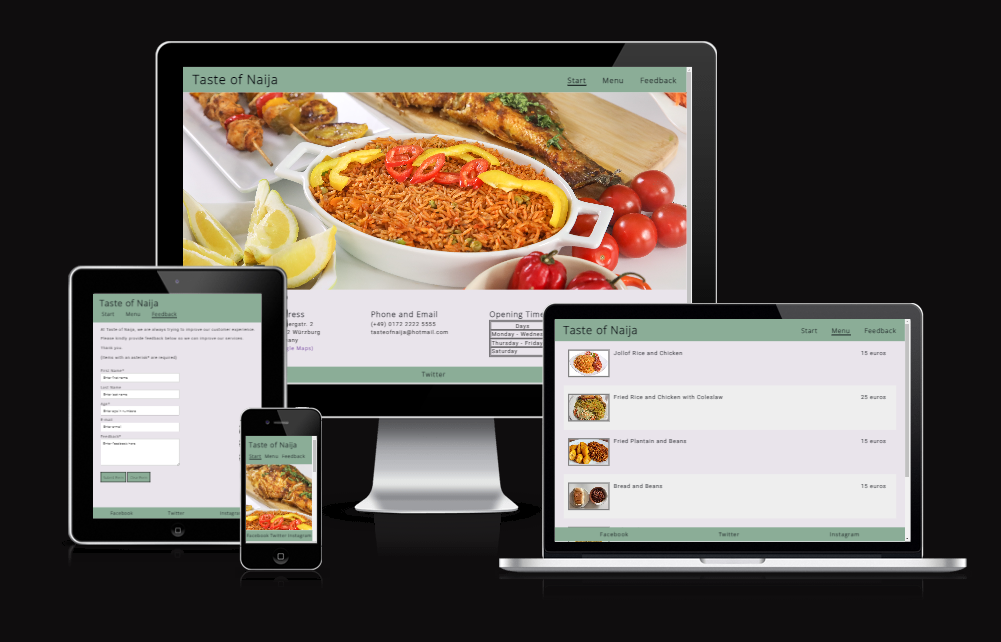 Taste of Naija
Start Menu Feedback
Phone and Email
(+49) 0172 2222 5555
tasteofnaija@hotmail.com
2 Würzburg
Maps)
Opening Time
Days
Monday - Wednes
Thursday - Friday
Saturday
Twitter
Taste of Naija
Start Menu Feedback
At Taste of Naija, we are always trying to improve our customer experience.
Please kindly provide feedback below so we can improve our services.
Thank you.
(Items with an asterisk* are required)
First Name*
Last Name
Age*
E-mail
Feedback*
Facebook Twitter Instagra
Taste of Naija
Start Menu Feedback
Facebook Twitter Instagram
Taste of Naija
Start Menu Feedback
Jollof Rice and Chicken 15 euros
Fried Rice and Chicken with Coleslaw 25 euros
Fried Plantain and Beans 15 euros
Bread and Beans 15 euros
Facebook Twitter Instagram